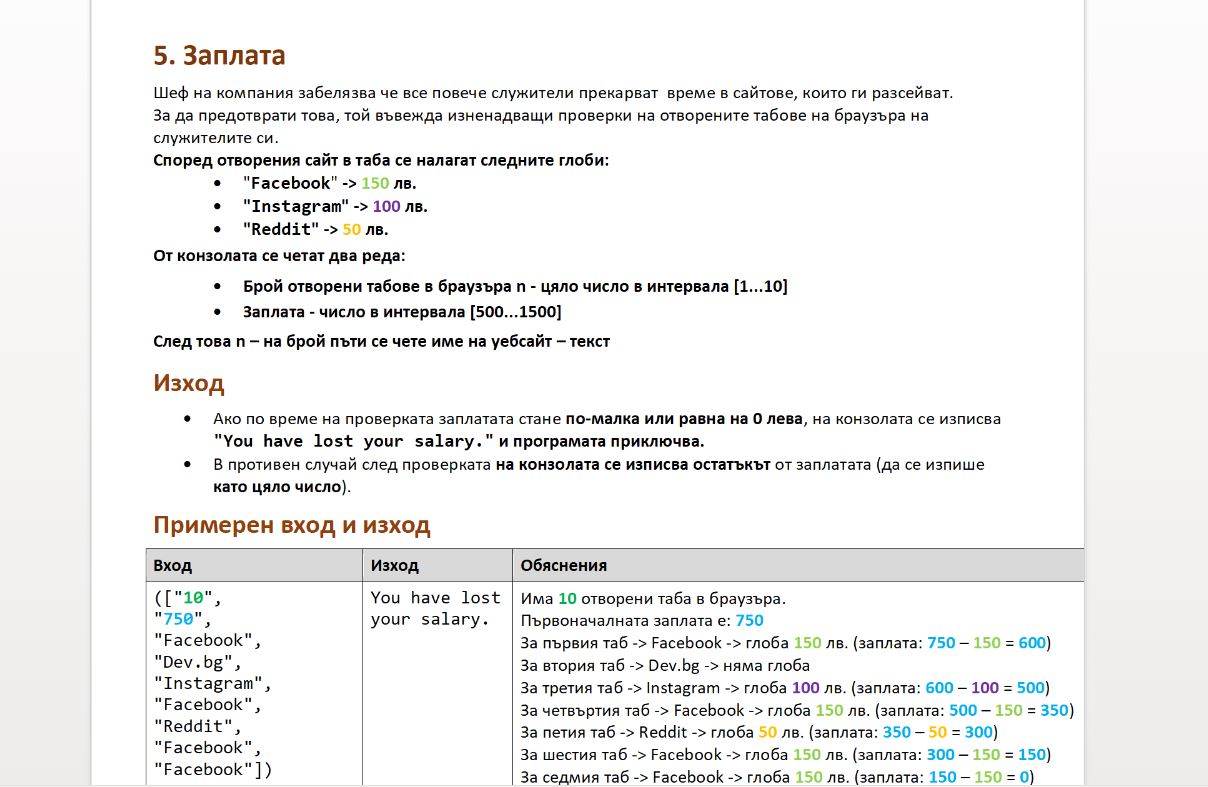 5. Заплата
Шеф на компания забелязва че все повече служители прекарват време в сайтове, които ги разсейват.
За да предотврати това, той въвежда изненадващи проверки на отворените табове на браузъра на
служителите си.
Според отворения сайт в таба се налагат следните глоби:
• "Facebook" -> 150 лв.
• "Instagram" -> 100 лв.
• "Reddit" -> 50 лв.
От конзолата се четат два реда:
• Брой отворени табове в браузъра n - цяло число в интервала [1...10]
• Заплата - число в интервала [500...1500]
След това n – на брой пъти се чете име на уебсайт – текст
Изход
• Ако по време на проверката заплатата стане по-малка или равна на 0 лева, на конзолата се изписва
"You have lost your salary." и програмата приключва.
• В противен случай след проверката на конзолата се изписва остатъкът от заплатата (да се изпише
като цяло число).
Примерен вход и изход
Вход
Изход
Обяснения
(["10",
"750",
"Facebook",
"Dev.bg",
"Instagram",
"Facebook",
"Reddit",
"Facebook",
"Facebook"])
You have lost
your salary.
Има 10 отворени таба в браузъра.
Първоначалната заплата е: 750
За първия таб -> Facebook -> глоба 150 лв. (заплата: 750 – 150 = 600)
За втория таб -> Dev.bg -> няма глоба
За третия таб -> Instagram -> глоба 100 лв. (заплата: 600 – 100 = 500)
За четвъртия таб -> Facebook -> глоба 150 лв. (заплата: 500 – 150 = 350)
За петия таб -> Reddit -> глоба 50 лв. (заплата: 350 – 50 = 300)
За шестия таб -> Facebook -> глоба 150 лв. (заплата: 300 – 150 = 150)
За седмия таб -> Facebook -> глоба 150 лв. (заплата: 150 – 150 = 0)